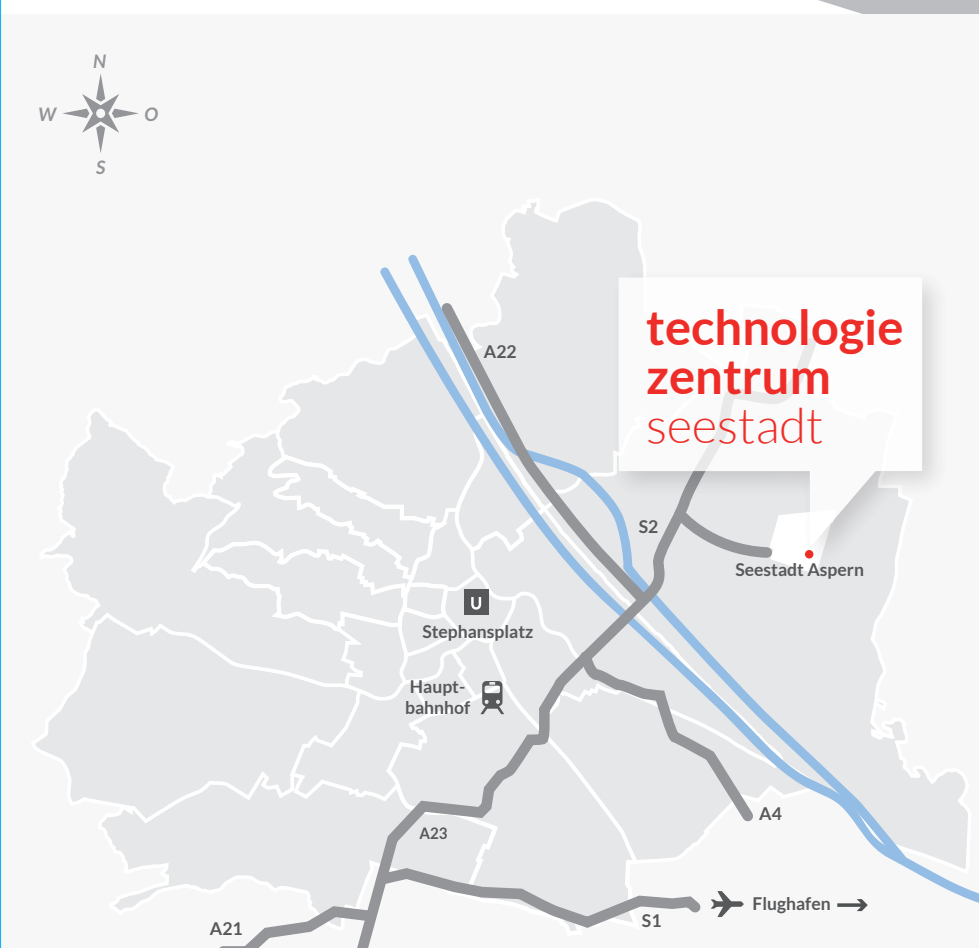 N
W
O
S
A22
technologie
zentrum
seestadt
S2
Seestadt Aspern
U
Stephansplatz
Haupt-
bahnhof
A4
A23
Flughafen
S1
A21